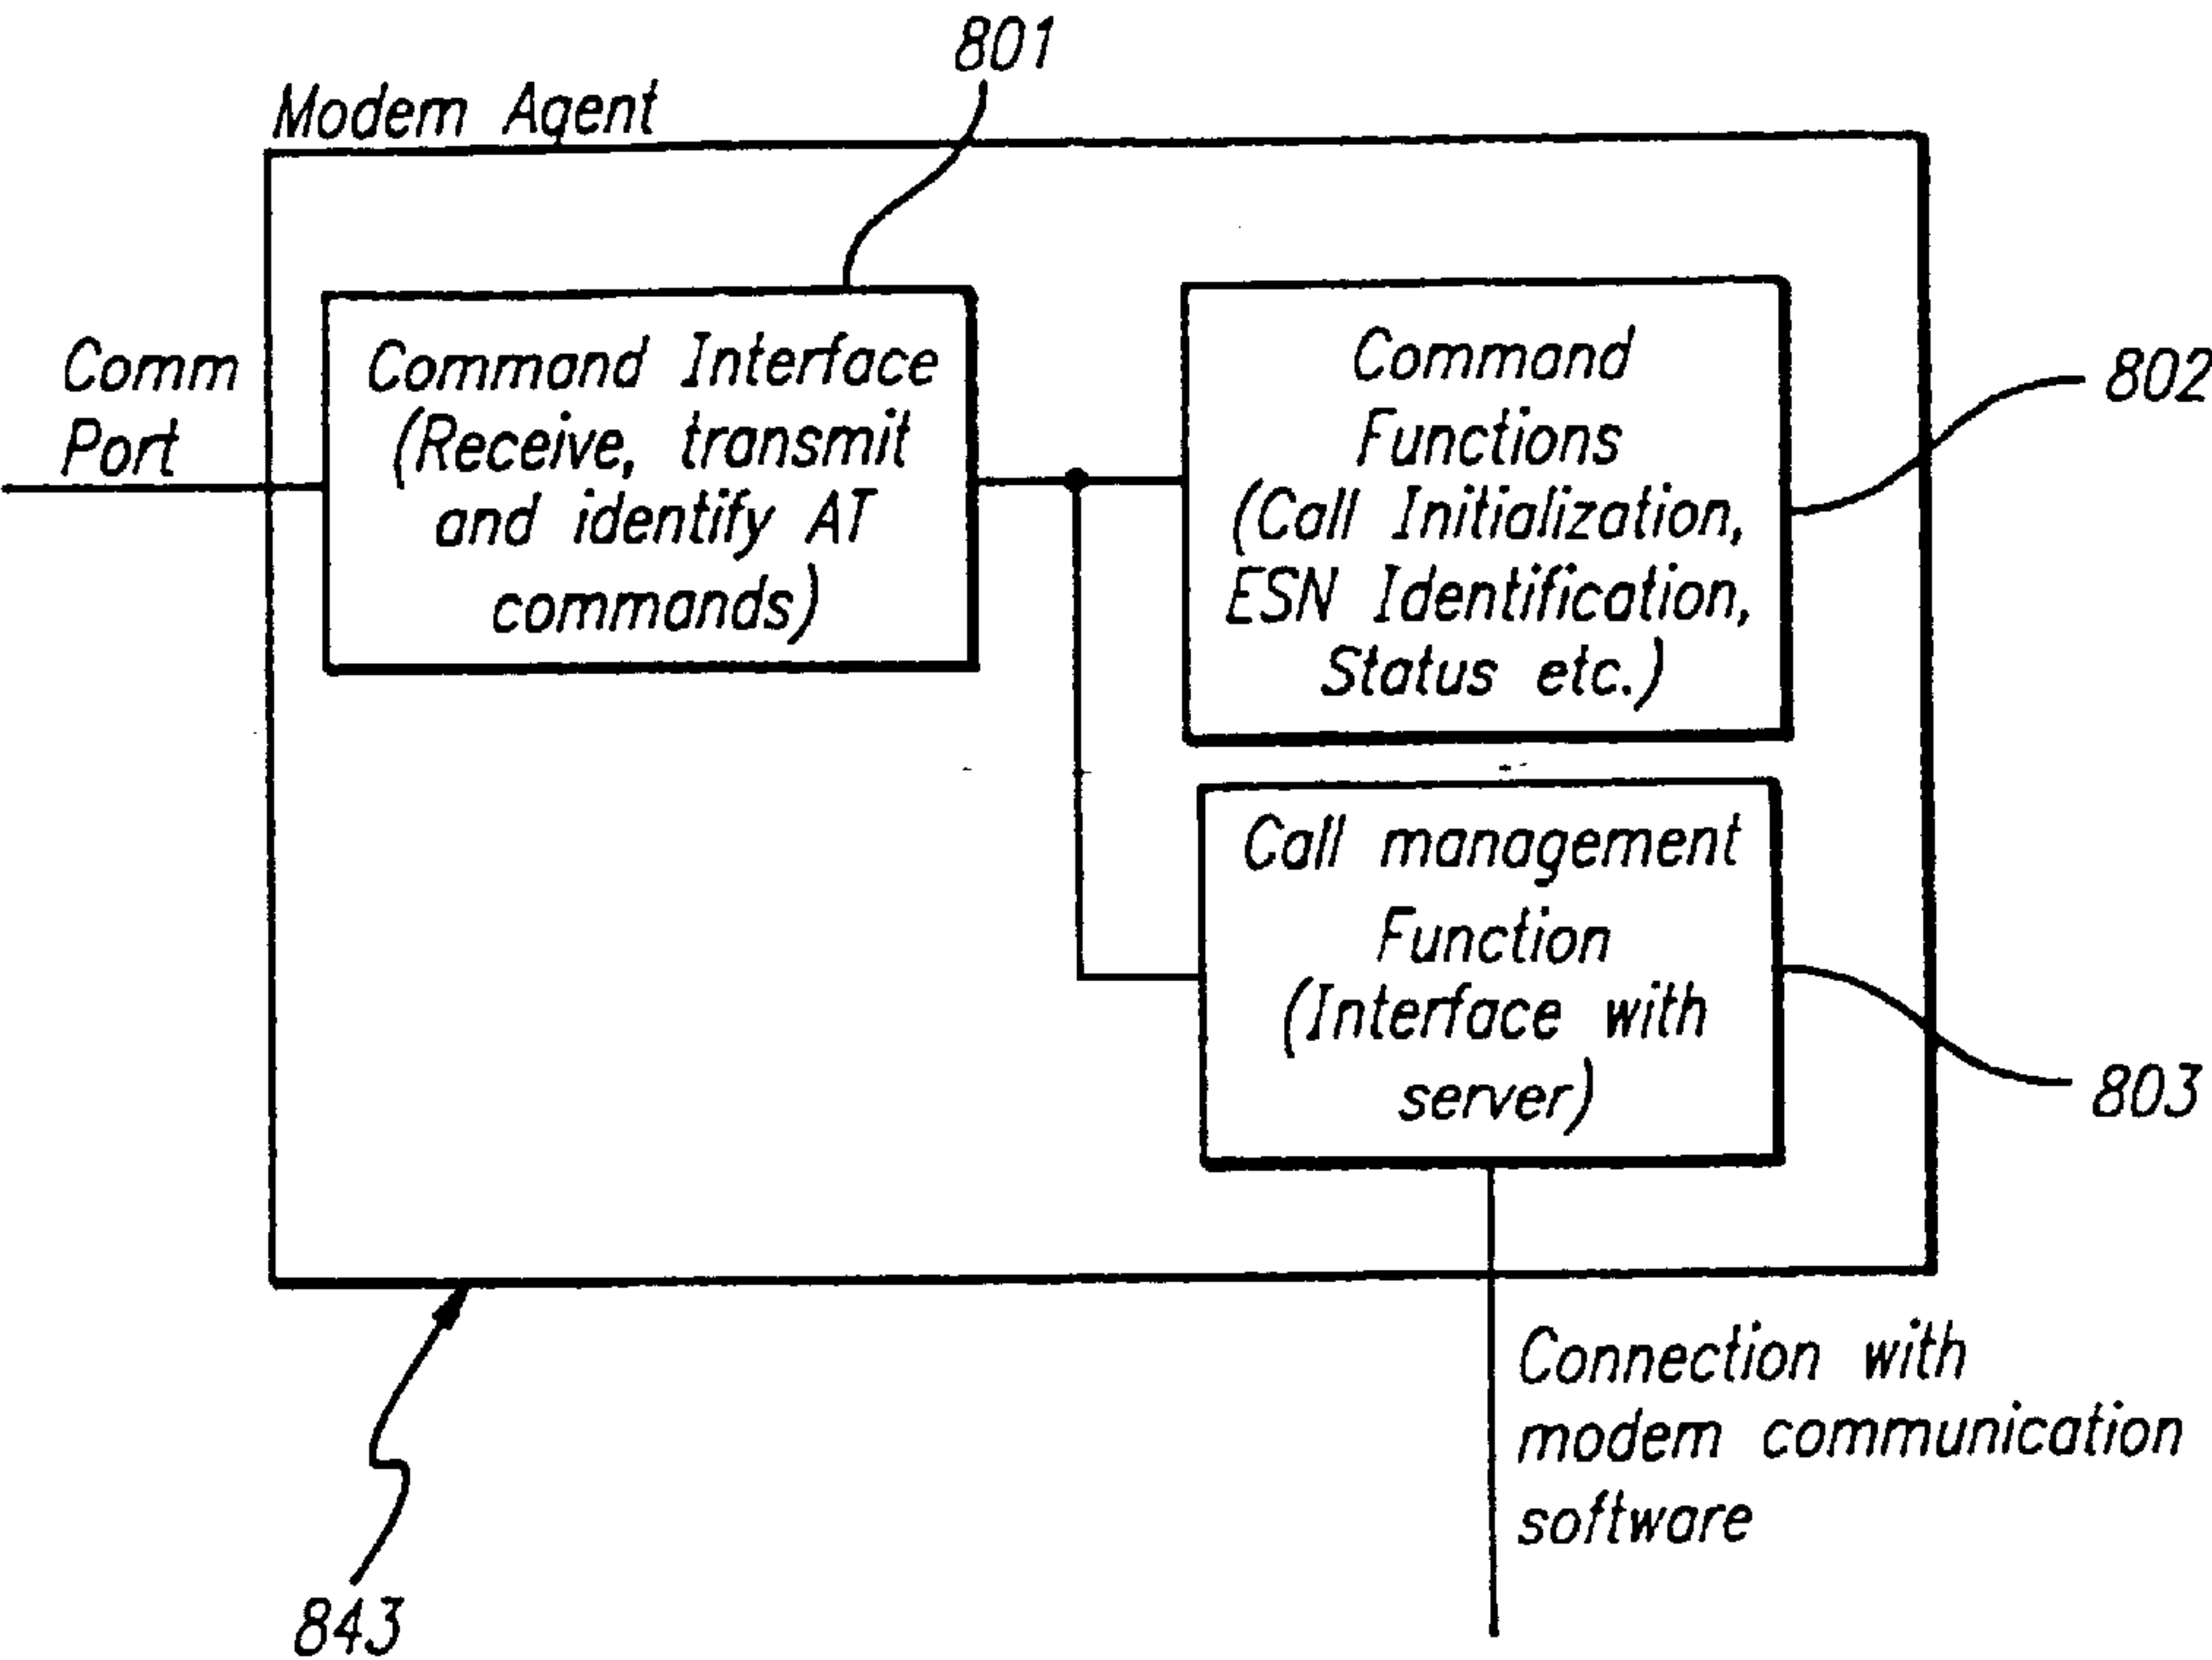 801
Modem Agent
Comm
Port
Command Interface
(Receive, transmit
and identify AT
commands)
Command
Functions
(Call Initialization,
ESN Identification,
Status etc.)
802
Call management
Function
(Interface with
server)
803
Connection with
modem communication
software
843